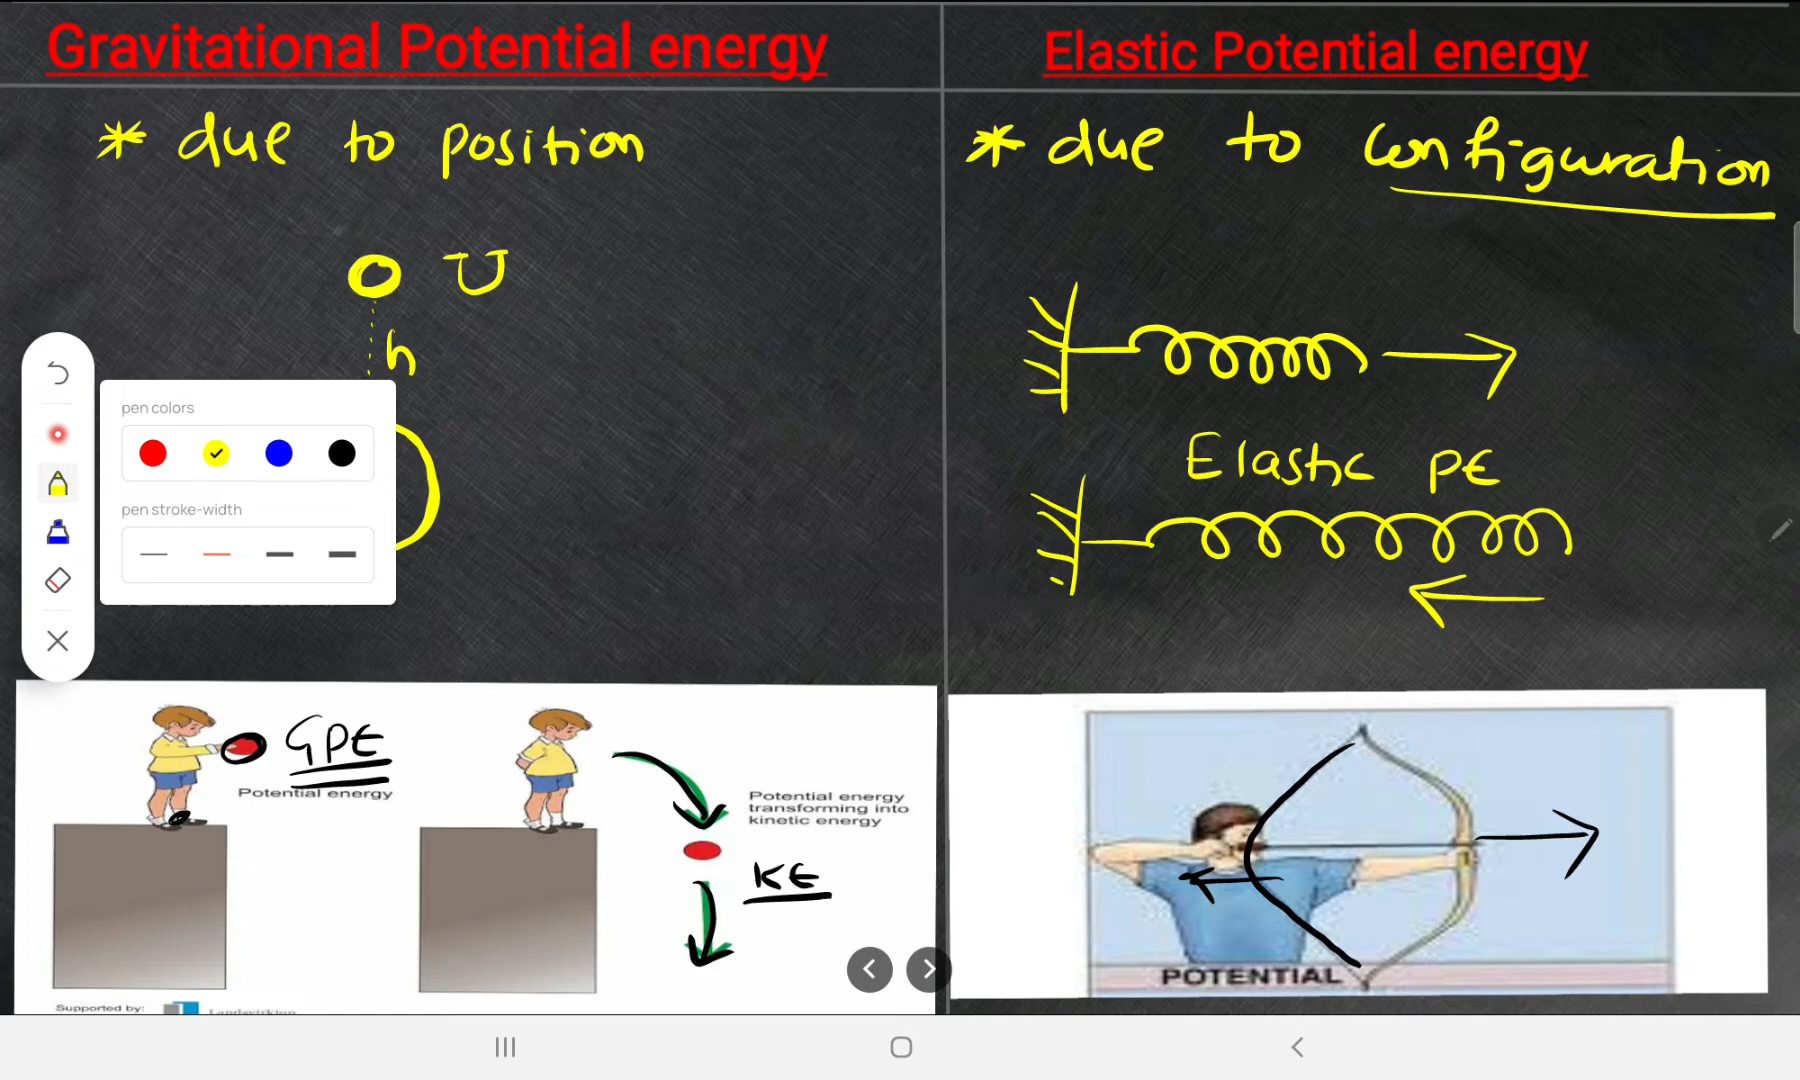 Gravitational Potential energy
* due to position
U
h
pen colors
pen stroke-width
GPE
Potential energy
Potential energy
transforming into
kinetic energy
KE
Supported by:
Elastic Potential energy
* due to configuration
Elastic PE
POTENTIAL